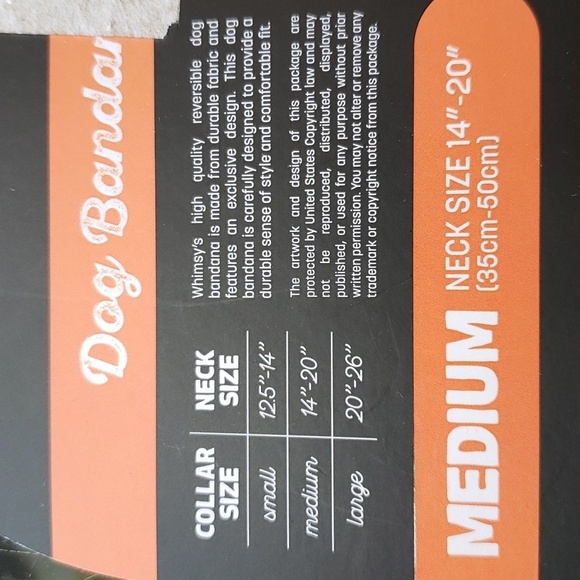 Dog Bandan
COLLAR SIZE NECK SIZE
small 12.5"-14"
medium 14"-20"
large 20"-26"
Whimsy's high quality reversible dog
bandana is made from durable fabric and
features an exclusive design. This dog
bandana is carefully designed to provide a
durable sense of style and comfortable fit.
The artwork and design of this package are
protected by United States Copyright law and may
not be reproduced, distributed, displayed,
published, or used for any purpose without prior
written permission. You may not alter or remove any
trademark or copyright notice from this package.
MEDIUM NECK SIZE 14"-20"
(35cm-50cm)